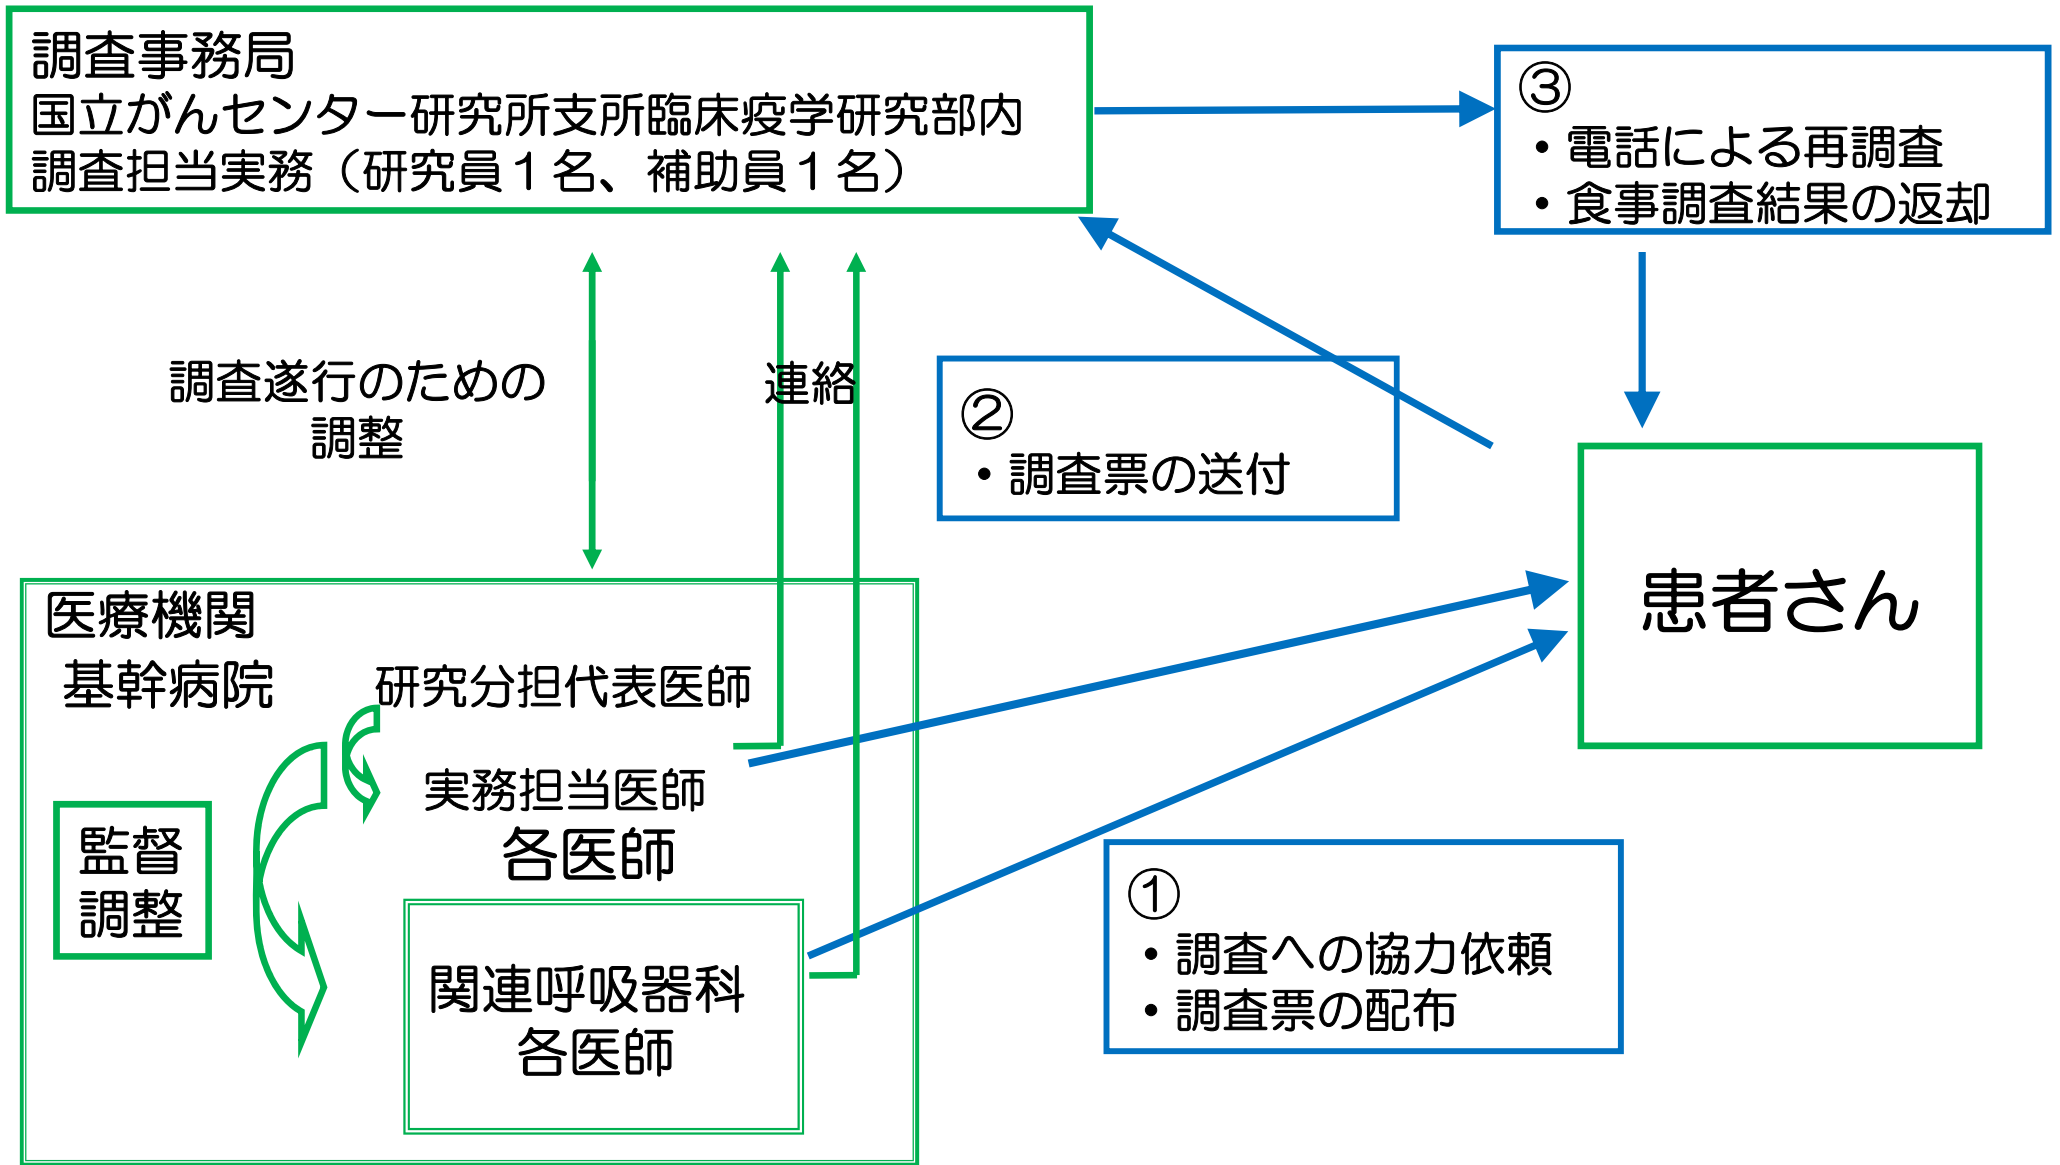 調査事務局
国立がんセンター研究所支所臨床疫学研究部内
調査担当実務（研究員１名、補助員１名）
③
・電話による再調査
・食事調査結果の返却
調査遂行のための
調整
連絡
②
・調査票の送付
患者さん
医療機関
基幹病院
研究分担代表医師
実務担当医師
各医師
監督
調整
関連呼吸器科
各医師
①
・調査への協力依頼
・調査票の配布